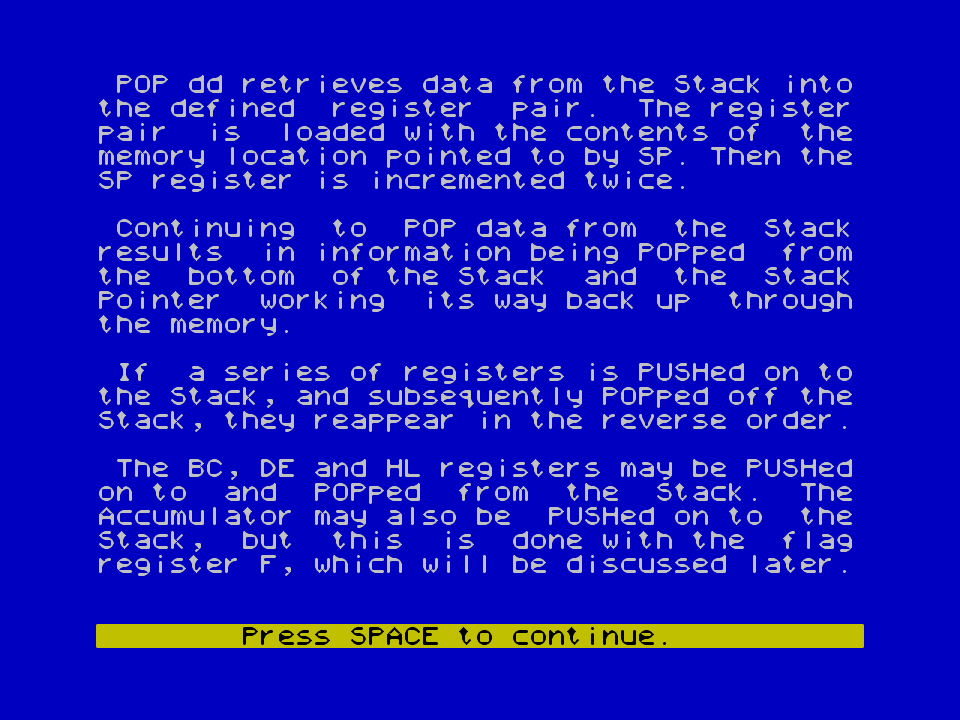 POP dd retrieves data from the Stack into
the defined register pair. The register
pair is loaded with the contents of the
memory location pointed to by SP. Then the
SP register is incremented twice.
Continuing to POP data from the Stack
results in information being POPped from
the bottom of the Stack and the Stack
Pointer working its way back up through
the memory.
If a series of registers is PUSHed on to
the Stack, and subsequently POPped off the
Stack, they reappear in the reverse order.
The BC, DE and HL registers may be PUSHed
on to and POPped from the Stack. The
Accumulator may also be PUSHed on to the
Stack, but this is done with the flag
register F, which will be discussed later.
Press SPACE to continue.